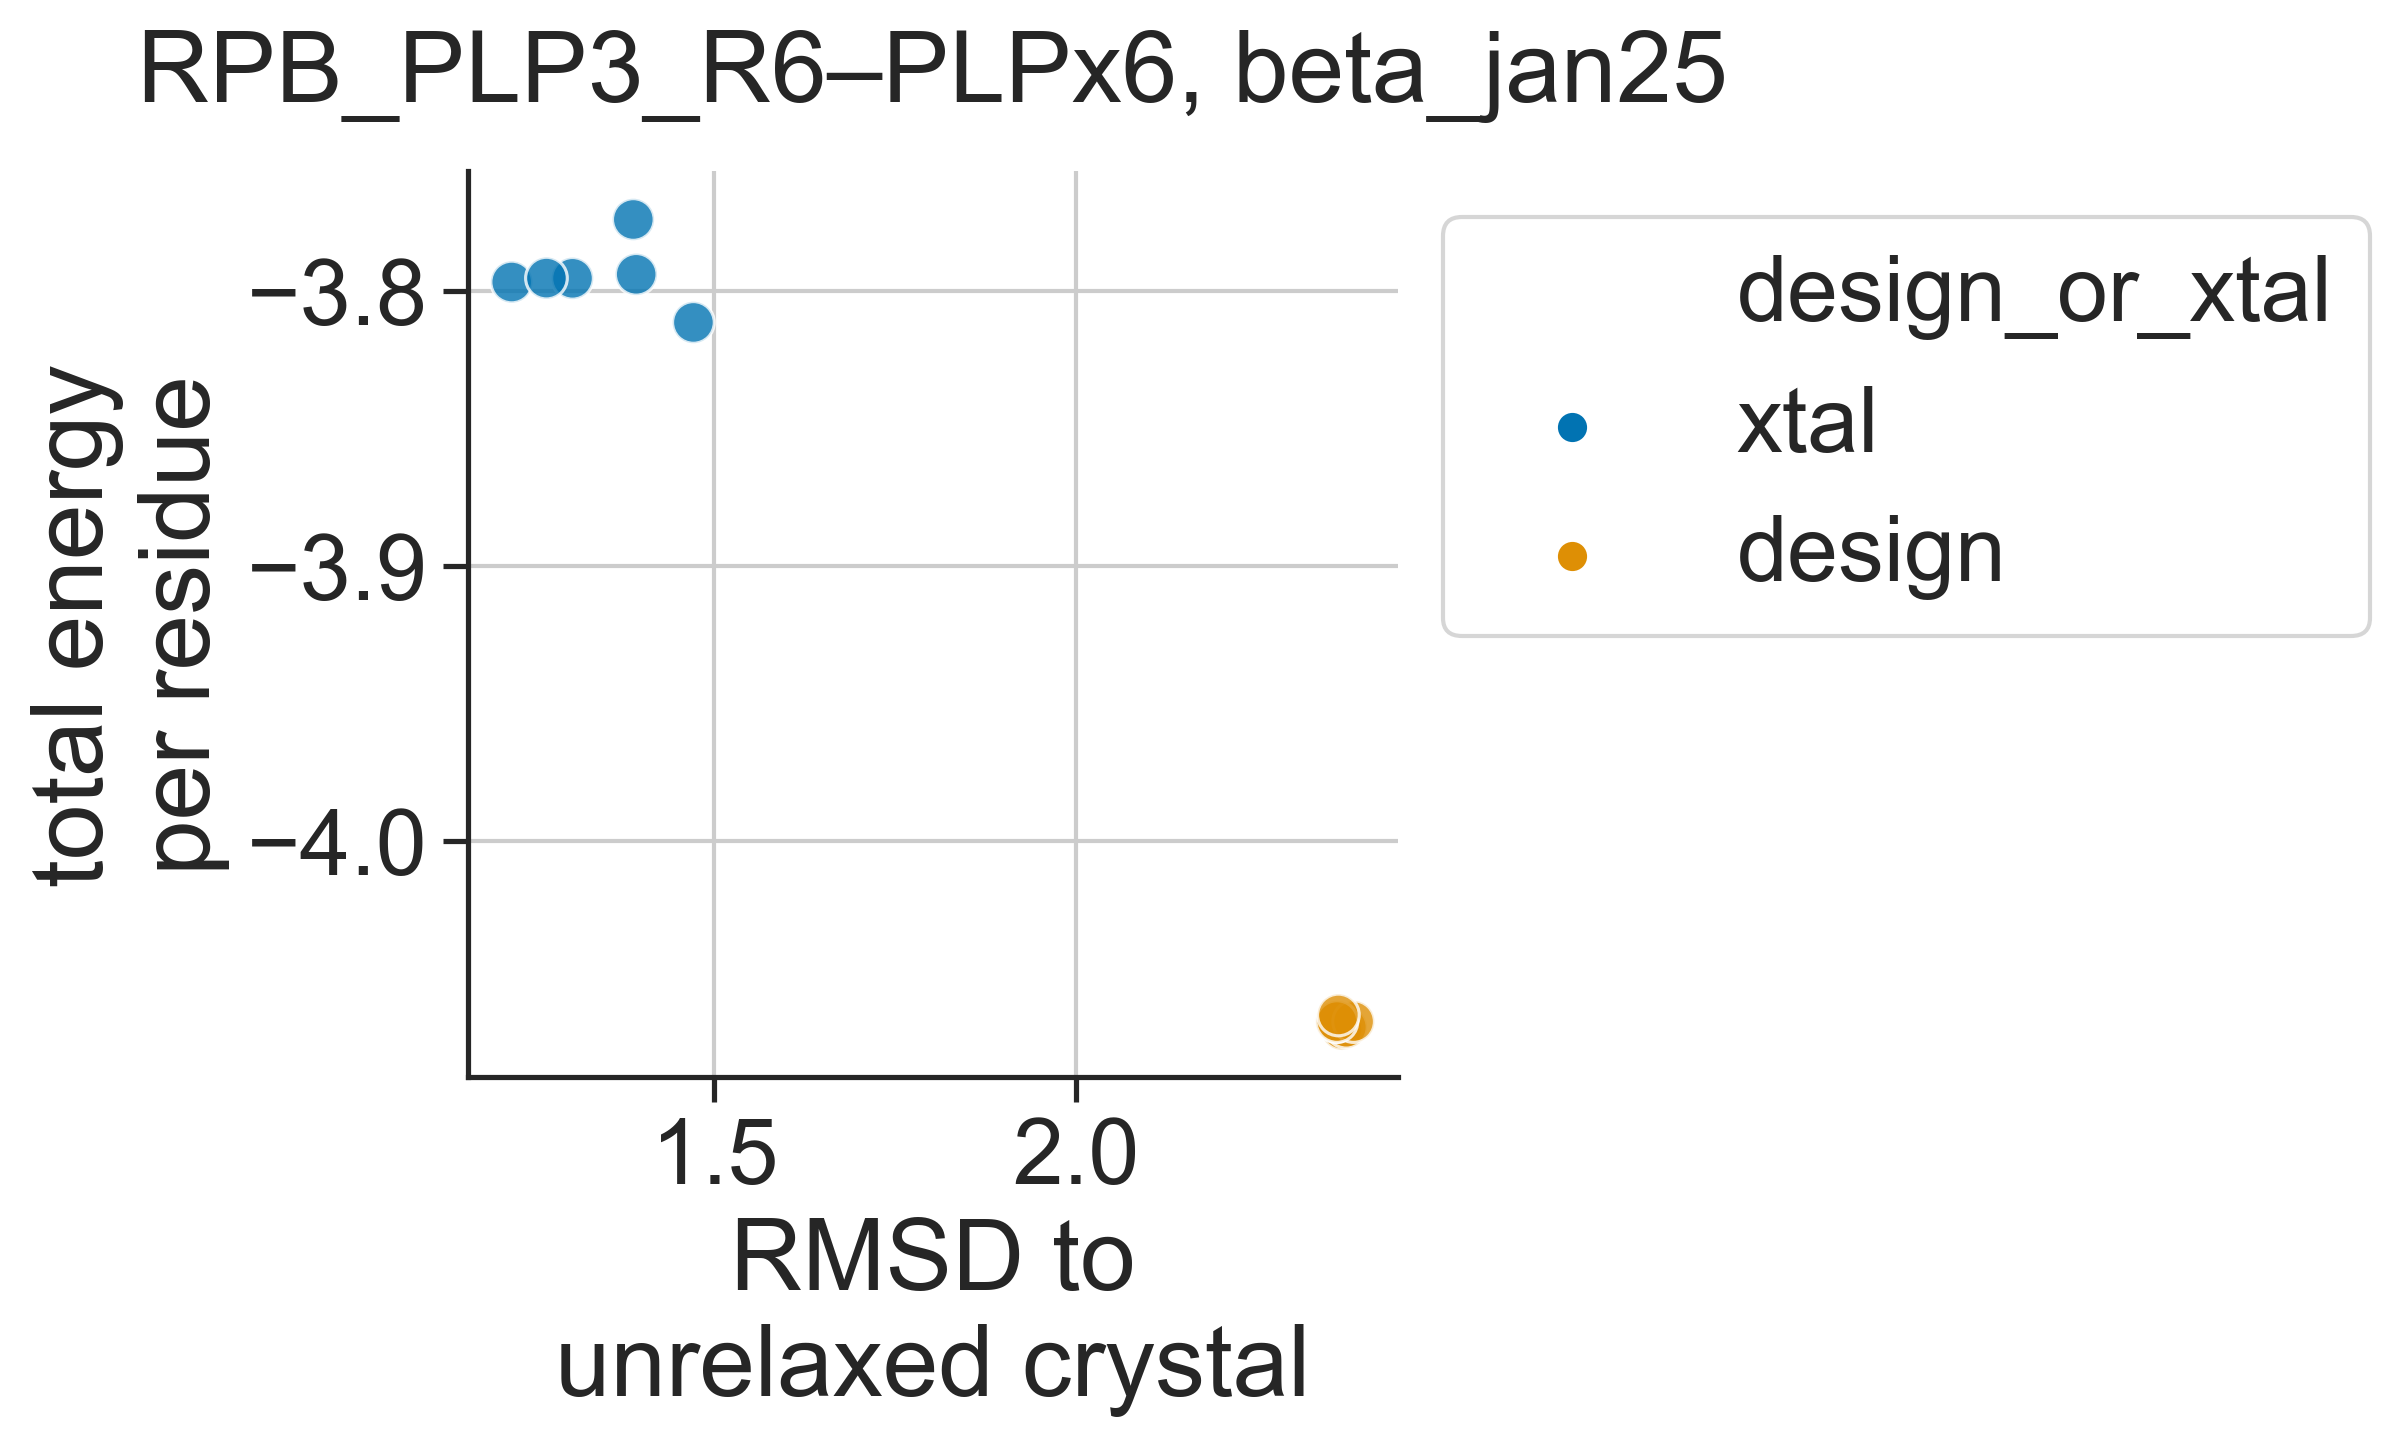 RPB_PLP3_R6–PLPx6, beta_jan25
total energy
per residue
−3.8
−3.9
−4.0
1.5
2.0
RMSD to
unrelaxed crystal
design_or_xtal
xtal
design